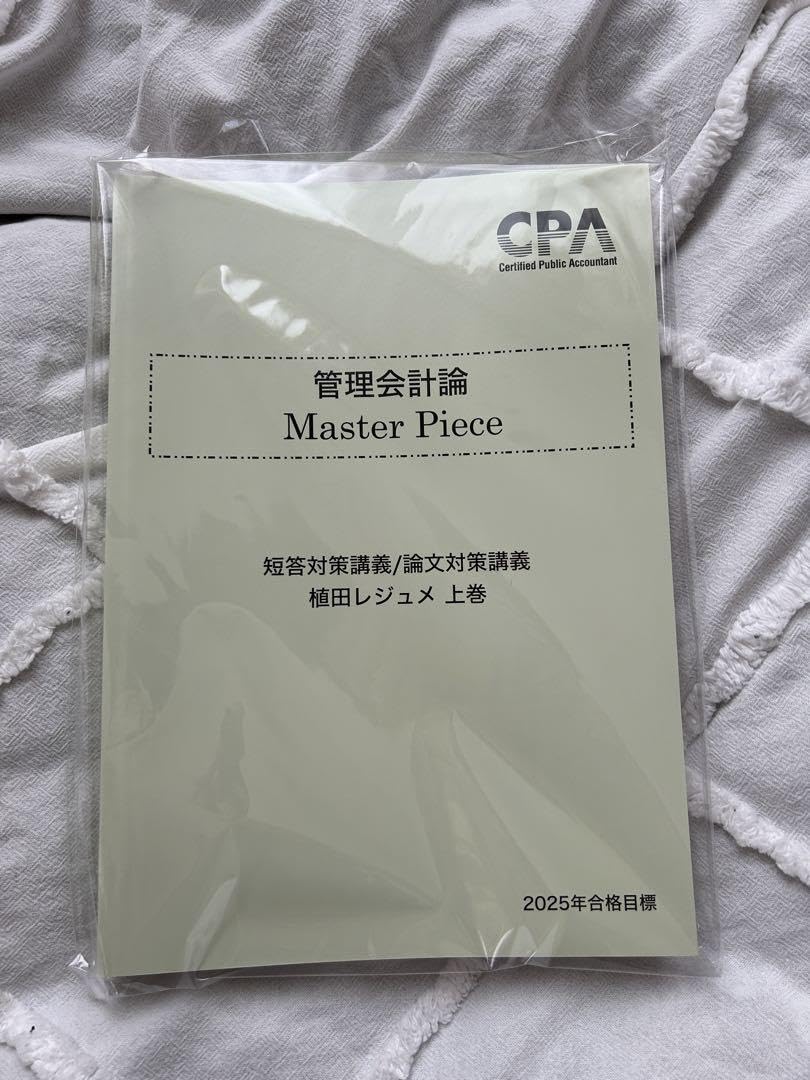 CPA
Certified Public Accountant
管理会計論
Master Piece
短答対策講義/論文対策講義
植田レジュメ 上巻
2025年合格目標